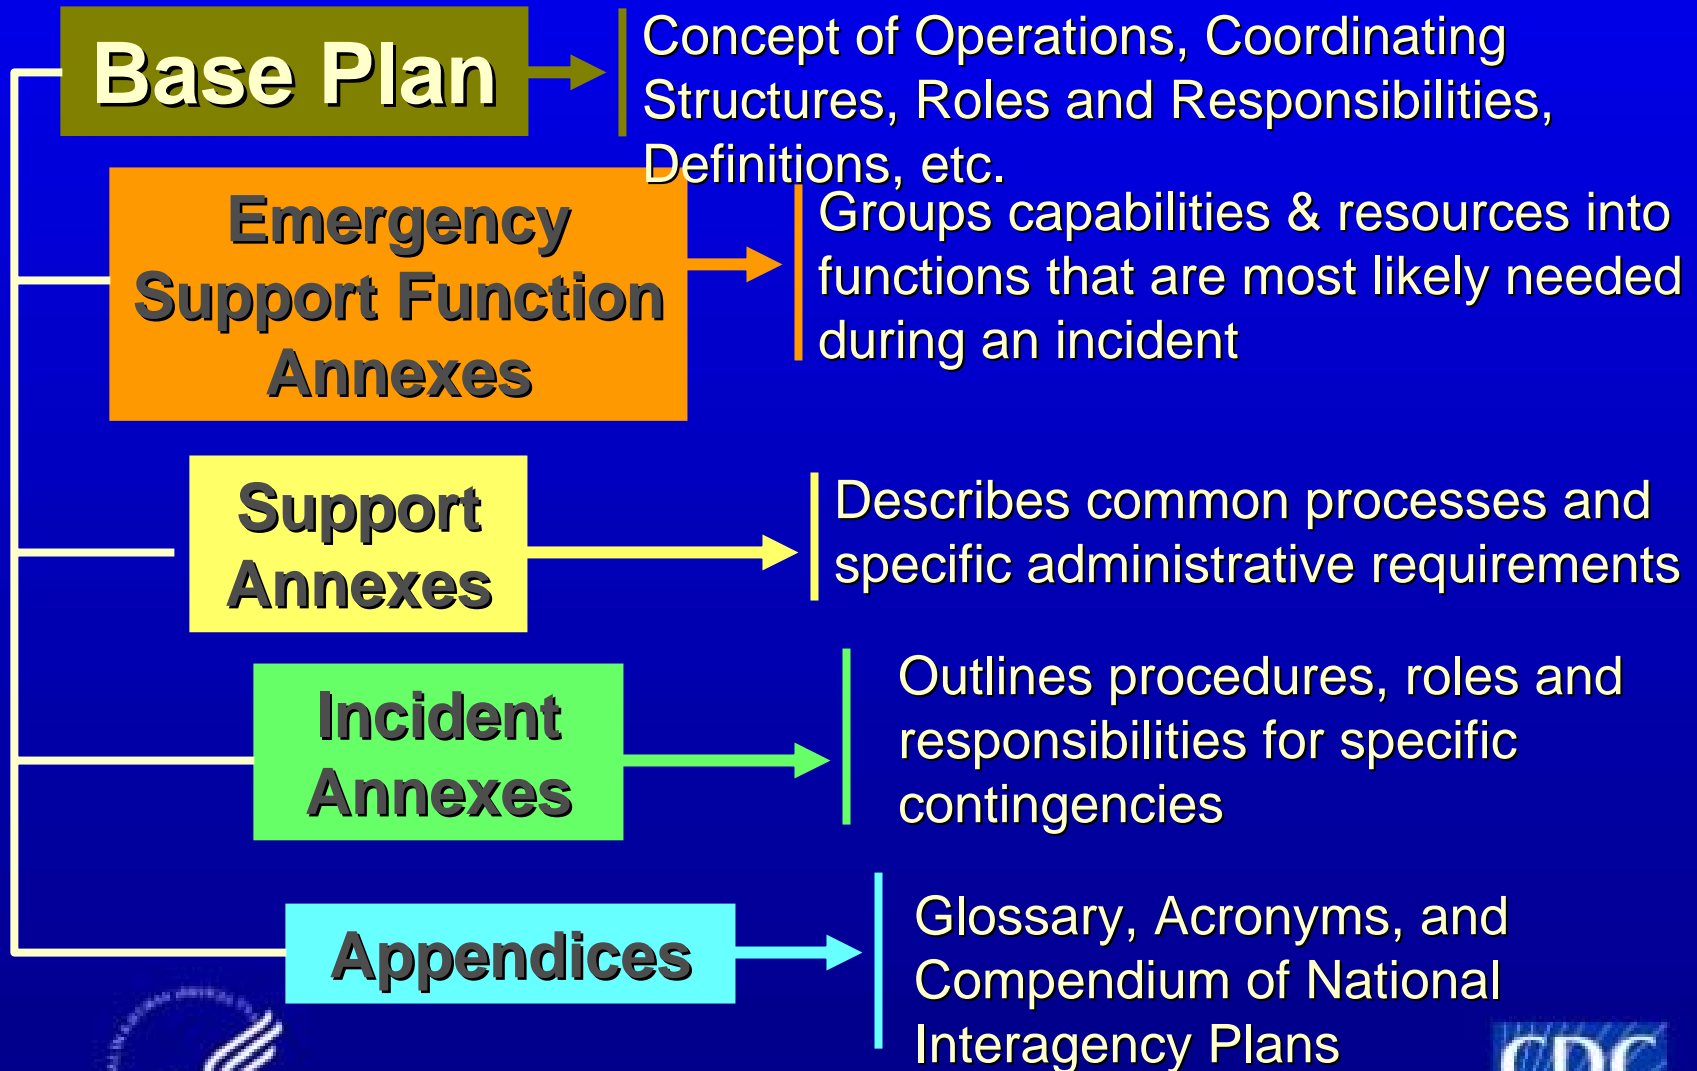 Base Plan
Concept of Operations, Coordinating
Structures, Roles and Responsibilities,
Definitions, etc.
Emergency
Support Function
Annexes
Groups capabilities & resources into
functions that are most likely needed
during an incident
Support
Annexes
Describes common processes and
specific administrative requirements
Incident
Annexes
Outlines procedures, roles and
responsibilities for specific
contingencies
Appendices
Glossary, Acronyms, and
Compendium of National
Interagency Plans
CDC